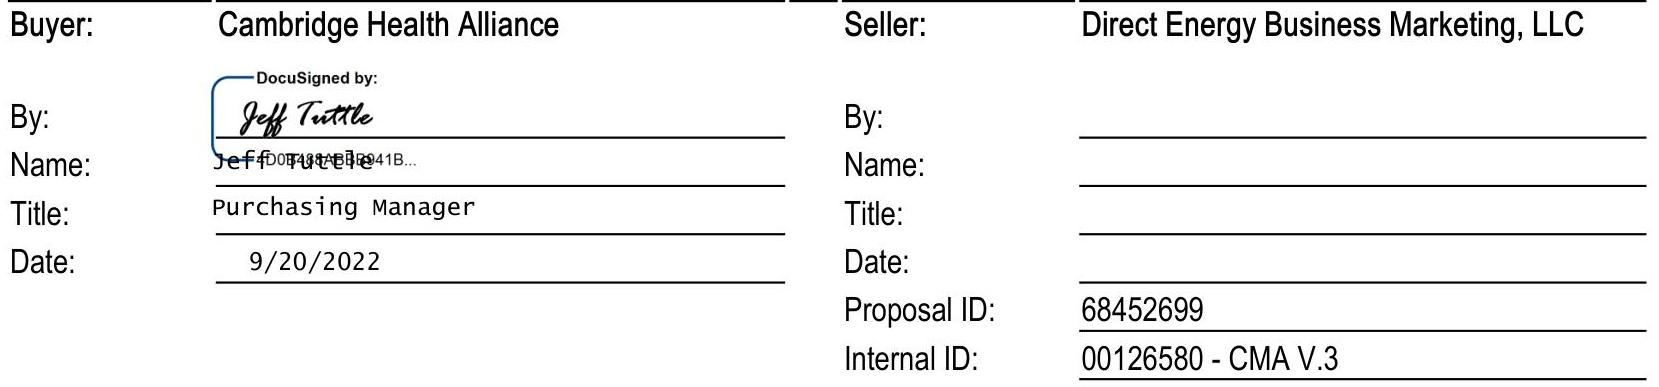 Buyer: Cambridge Health Alliance Seller: Direct Energy Business Marketing, LLC
DocuSigned by:
By: Jeff Tuttle By:
Name: Jeff Tuttle Name:
Title: Purchasing Manager Title:
Date: 9/20/2022 Date:
Proposal ID: 68452699
Internal ID: 00126580 - CMA V.3